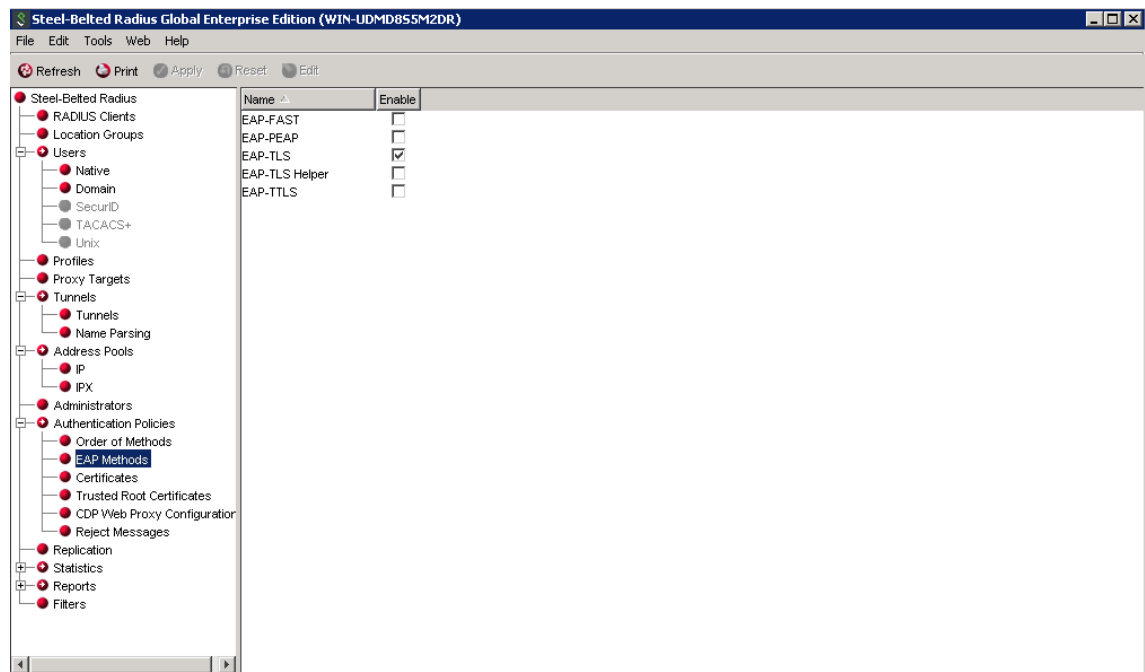 Steel-Belted Radius Global Enterprise Edition (WIN-UDMD8S5M2DR)
File Edit Tools Web Help
Refresh Print Apply Reset Edit
Steel-Belted Radius
RADIUS Clients
Location Groups
Users
Native
Domain
SecurID
TACACS+
Unix
Profiles
Proxy Targets
Tunnels
Tunnels
Name Parsing
Address Pools
IP
IPX
Administrators
Authentication Policies
Order of Methods
EAP Methods
Certificates
Trusted Root Certificates
CDP Web Proxy Configuration
Reject Messages
Replication
Statistics
Reports
Filters
Name Enable
EAP-FAST
EAP-PEAP
EAP-TLS
EAP-TLS Helper
EAP-TTLS